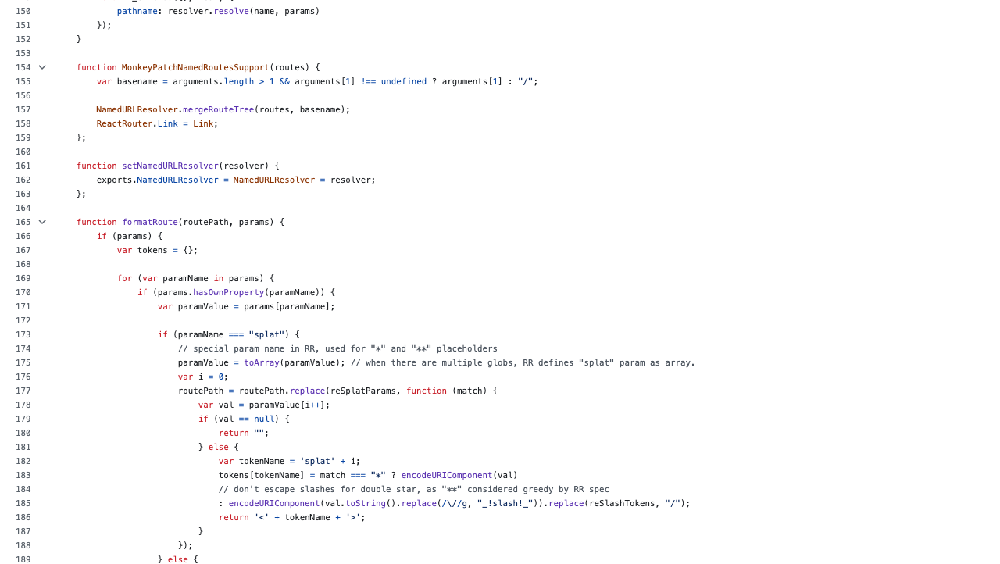 150 pathname: resolver.resolve(name, params)
151 });
152 }
153
154 function MonkeyPatchNamedRoutesSupport(routes) {
155 var basename = arguments.length > 1 && arguments[1] !== undefined ? arguments[1] : "/";
156
157 NamedURLResolver.mergeRouteTree(routes, basename);
158 ReactRouter.Link = Link;
159 };
160
161 function setNamedURLResolver(resolver) {
162 exports.NamedURLResolver = NamedURLResolver = resolver;
163 };
164
165 function formatRoute(routePath, params) {
166 if (params) {
167 var tokens = {};
168
169 for (var paramName in params) {
170 if (params.hasOwnProperty(paramName)) {
171 var paramValue = params[paramName];
172
173 if (paramName === "splat") {
174 // special param name in RR, used for "*" and "**" placeholders
175 paramValue = toArray(paramValue); // when there are multiple globs, RR defines "splat" param as array.
176 var i = 0;
177 routePath = routePath.replace(reSplatParams, function (match) {
178 var val = paramValue[i++];
179 if (val == null) {
180 return "";
181 } else {
182 var tokenName = 'splat' + i;
183 tokens[tokenName] = match === "*" ? encodeURIComponent(val)
184 // don't escape slashes for double star, as "**" considered greedy by RR spec
185 : encodeURIComponent(val.toString().replace(/\//g, "_!slash!_")).replace(reSlashTokens, "/");
186 return '<' + tokenName + '>';
187 }
188 });
189 } else {